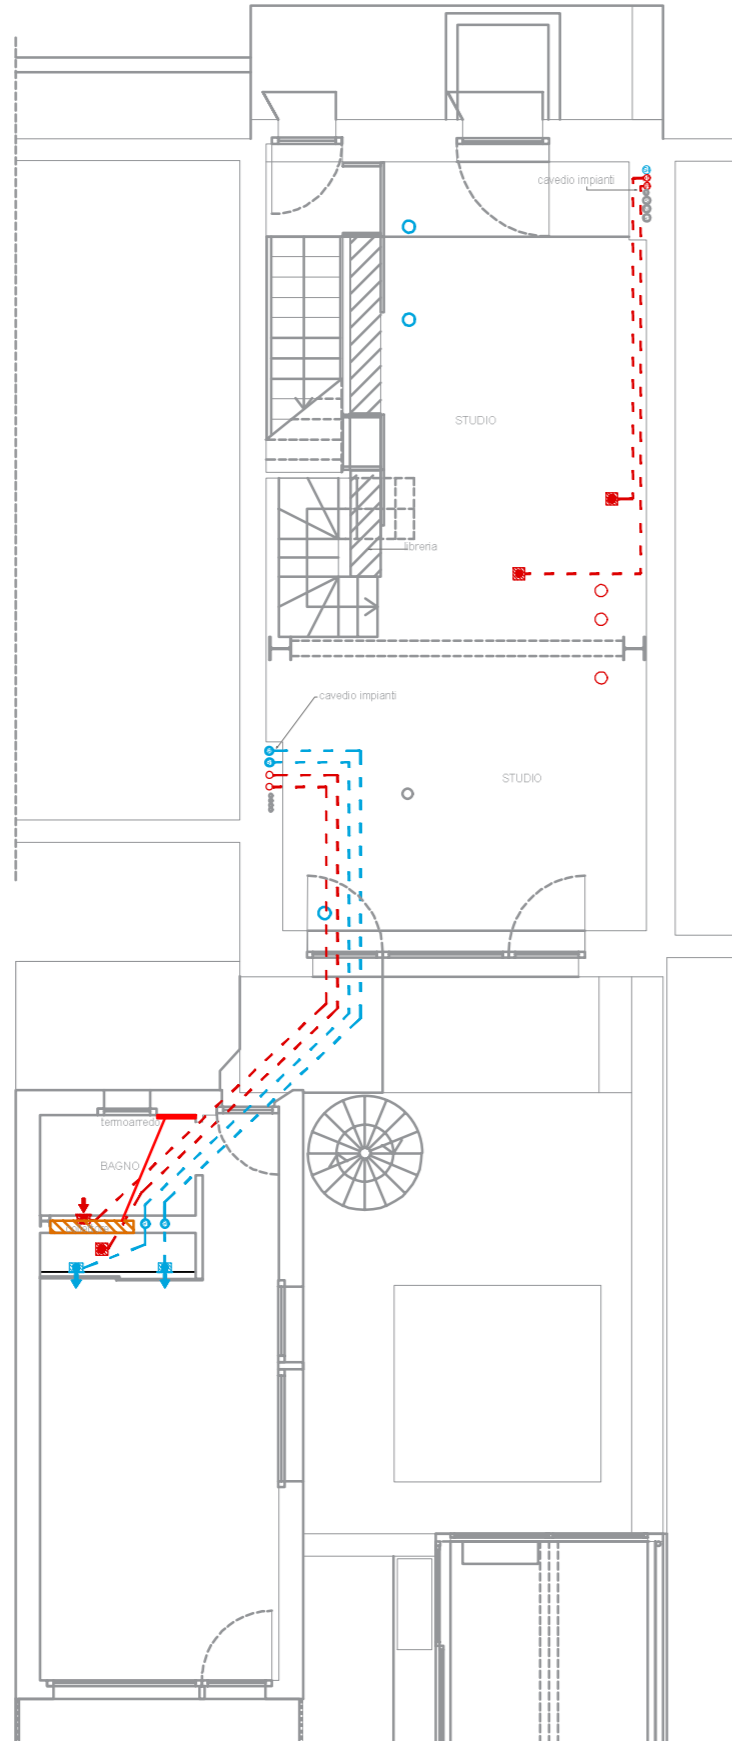 cavedio impianti
STUDIO
libreria
cavedio impianti
STUDIO
termoarredo
BAGNO